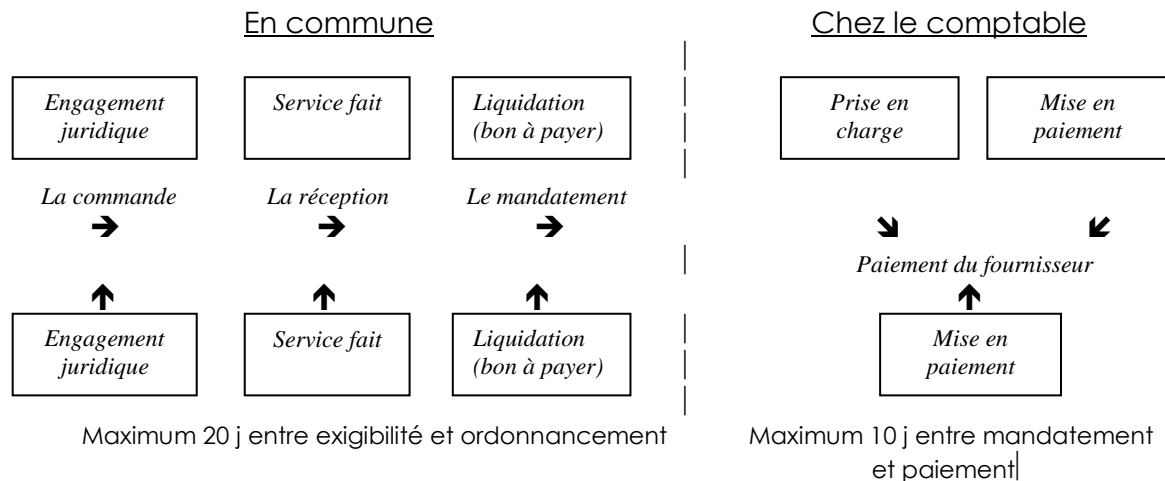 En commune
Chez le comptable
Engagement
juridique
Service fait
Liquidation
(bon à payer)
Prise en
charge
Mise en
paiement
La commande
La réception
Le mandatement
Paiement du fournisseur
Engagement
juridique
Service fait
Liquidation
(bon à payer)
Mise en
paiement
Maximum 20 j entre exigibilité et ordonnancement
Maximum 10 j entre mandatement
et paiement